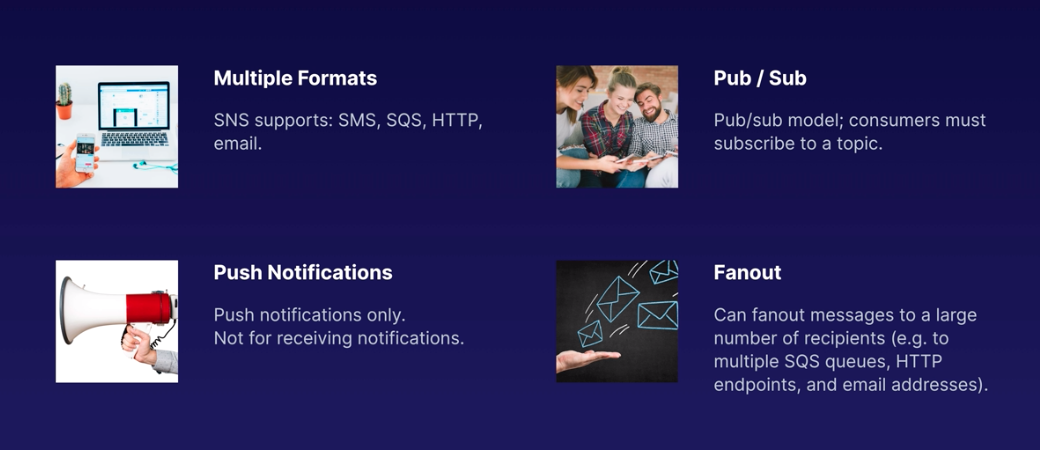 Multiple Formats
SNS supports: SMS, SQS, HTTP,
email.
Pub / Sub
Pub/sub model; consumers must
subscribe to a topic.
Push Notifications
Push notifications only.
Not for receiving notifications.
Fanout
Can fanout messages to a large
number of recipients (e.g. to
multiple SQS queues, HTTP
endpoints, and email addresses).